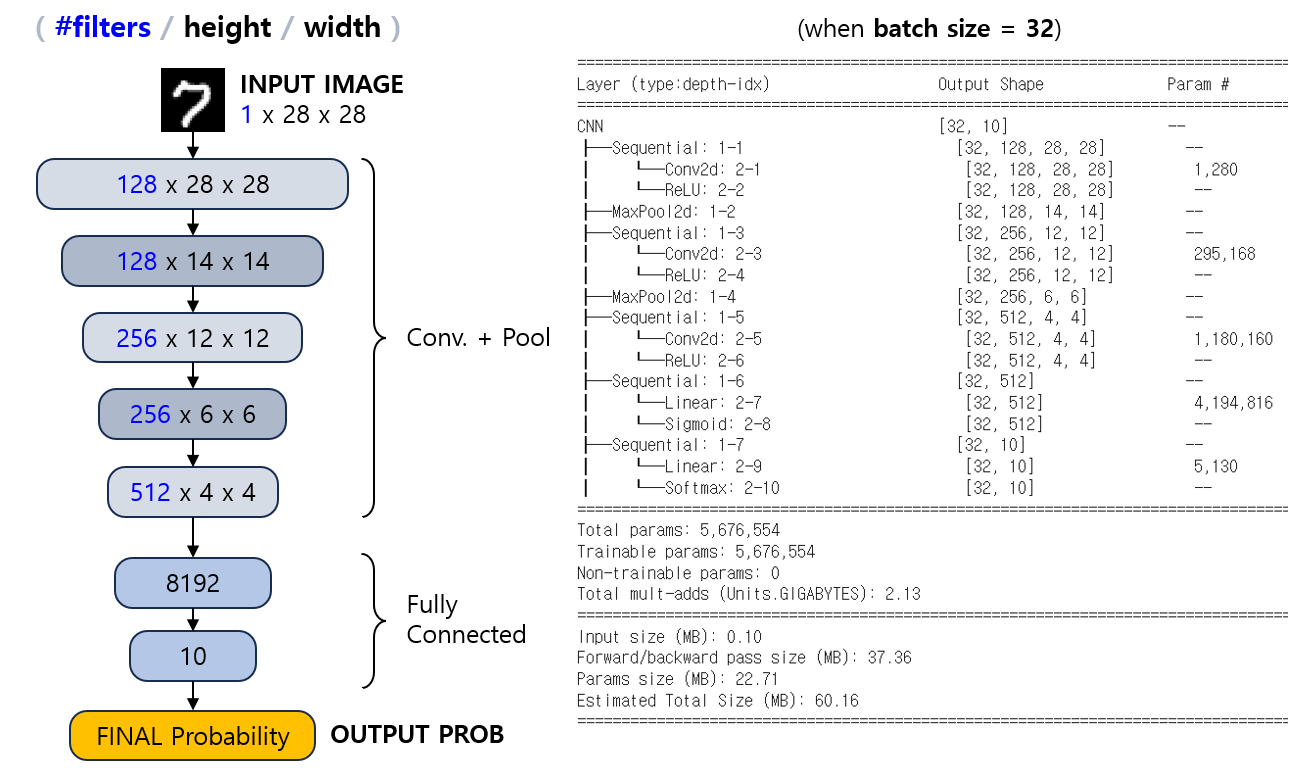 ( #filters / height / width )
INPUT IMAGE
1 x 28 x 28
128 x 28 x 28
128 x 14 x 14
256 x 12 x 12
256 x 6 x 6
512 x 4 x 4
Conv. + Pool
8192
10
Fully
Connected
FINAL Probability
OUTPUT PROB
(when batch size = 32)
==========================================================================================
Layer (type:depth-idx) Output Shape Param #
==========================================================================================
CNN [32, 10] --
├──Sequential: 1-1 [32, 128, 28, 28] --
│ └──Conv2d: 2-1 [32, 128, 28, 28] 1,280
│ └──ReLU: 2-2 [32, 128, 28, 28] --
├──MaxPool2d: 1-2 [32, 128, 14, 14] --
├──Sequential: 1-3 [32, 256, 12, 12] --
│ └──Conv2d: 2-3 [32, 256, 12, 12] 295,168
│ └──ReLU: 2-4 [32, 256, 12, 12] --
├──MaxPool2d: 1-4 [32, 256, 6, 6] --
├──Sequential: 1-5 [32, 512, 4, 4] --
│ └──Conv2d: 2-5 [32, 512, 4, 4] 1,180,160
│ └──ReLU: 2-6 [32, 512, 4, 4] --
├──Sequential: 1-6 [32, 512] --
│ └──Linear: 2-7 [32, 512] 4,194,816
│ └──Sigmoid: 2-8 [32, 512] --
├──Sequential: 1-7 [32, 10] --
│ └──Linear: 2-9 [32, 10] 5,130
│ └──Softmax: 2-10 [32, 10] --
==========================================================================================
Total params: 5,676,554
Trainable params: 5,676,554
Non-trainable params: 0
Total mult-adds (Units.GIGABYTES): 2.13
==========================================================================================
Input size (MB): 0.10
Forward/backward pass size (MB): 37.36
Params size (MB): 22.71
Estimated Total Size (MB): 60.16
==========================================================================================